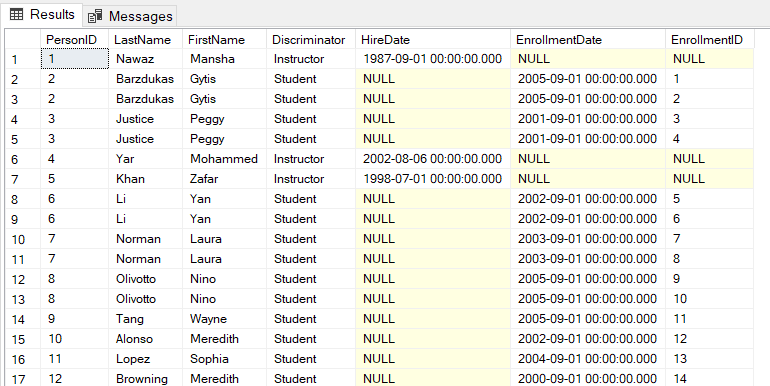 Results Messages
PersonID LastName FirstName Discriminator HireDate EnrollmentDate EnrollmentID
1 1 Nawaz Mansha Instructor 1987-09-01 00:00:00.000 NULL NULL
2 2 Barzdukas Gytis Student NULL 2005-09-01 00:00:00.000 1
3 2 Barzdukas Gytis Student NULL 2005-09-01 00:00:00.000 2
4 3 Justice Peggy Student NULL 2001-09-01 00:00:00.000 3
5 3 Justice Peggy Student NULL 2001-09-01 00:00:00.000 4
6 4 Yar Mohammed Instructor 2002-08-06 00:00:00.000 NULL NULL
7 5 Khan Zafar Instructor 1998-07-01 00:00:00.000 NULL NULL
8 6 Li Yan Student NULL 2002-09-01 00:00:00.000 5
9 6 Li Yan Student NULL 2002-09-01 00:00:00.000 6
10 7 Norman Laura Student NULL 2003-09-01 00:00:00.000 7
11 7 Norman Laura Student NULL 2003-09-01 00:00:00.000 8
12 8 Olivotto Nino Student NULL 2005-09-01 00:00:00.000 9
13 8 Olivotto Nino Student NULL 2005-09-01 00:00:00.000 10
14 9 Tang Wayne Student NULL 2005-09-01 00:00:00.000 11
15 10 Alonso Meredith Student NULL 2002-09-01 00:00:00.000 12
16 11 Lopez Sophia Student NULL 2004-09-01 00:00:00.000 13
17 12 Browning Meredith Student NULL 2000-09-01 00:00:00.000 14